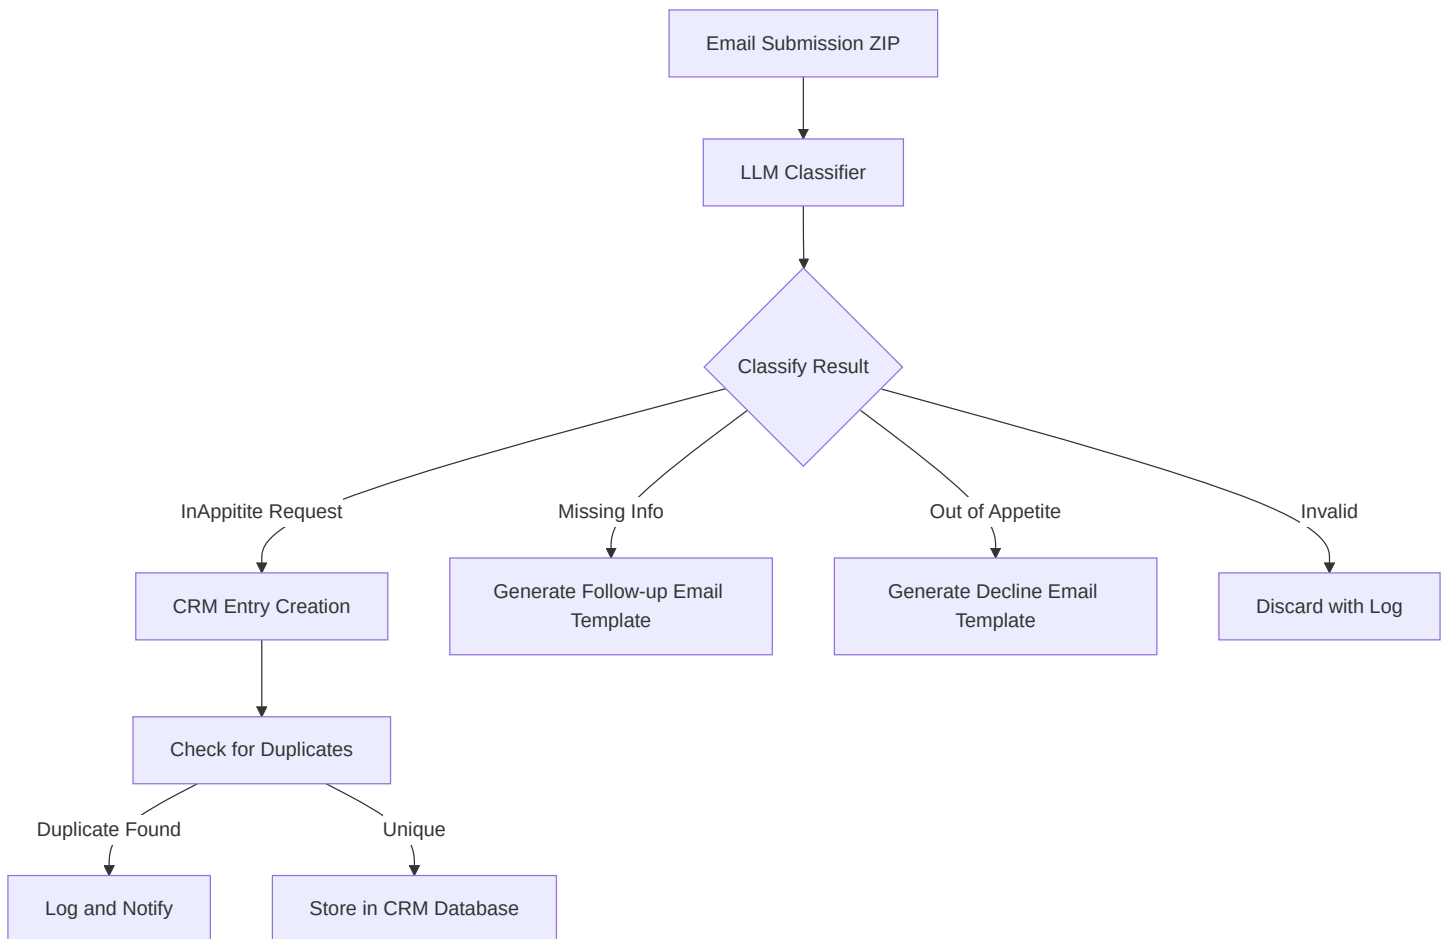 Email Submission ZIP
LLM Classifier
Classify Result
InAppitite Request
Missing Info
Out of Appetite
Invalid
CRM Entry Creation
Generate Follow-up Email
Template
Generate Decline Email
Template
Discard with Log
Check for Duplicates
Duplicate Found
Unique
Log and Notify
Store in CRM Database